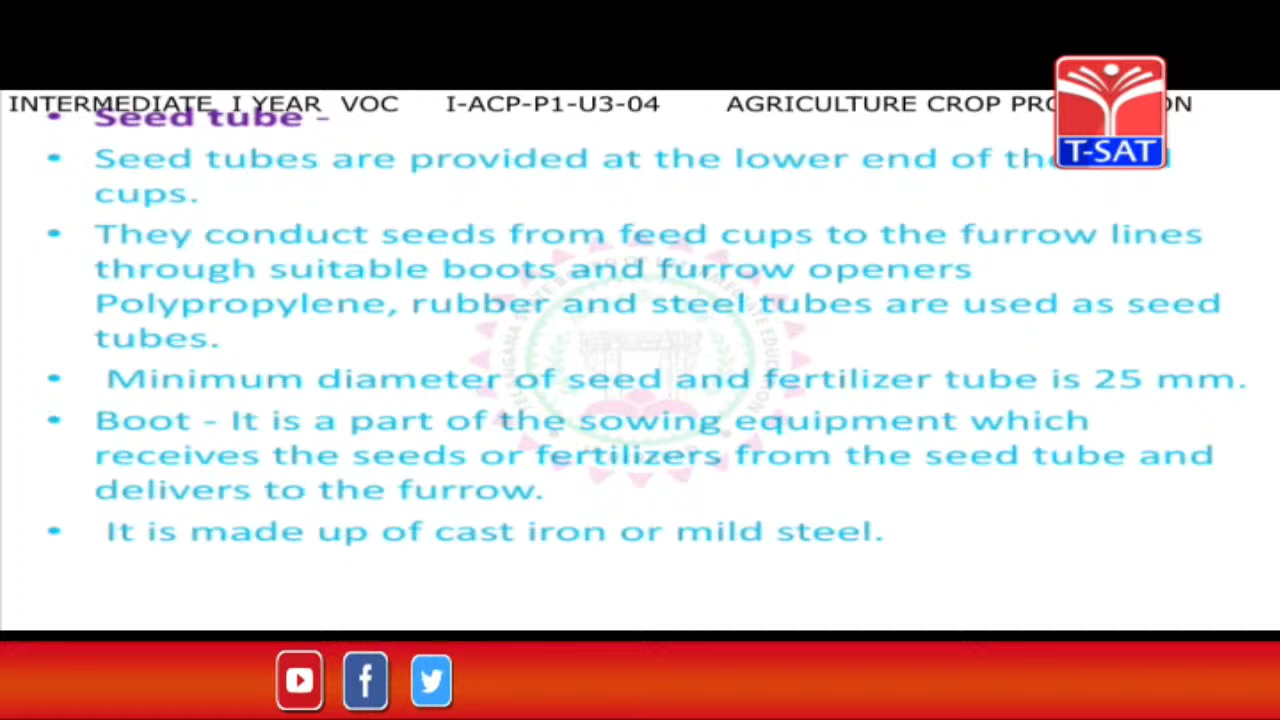 INTERMEDIATE I YEAR VOC I-ACP-P1-U3-04 AGRICULTURE CROP PRO ON
• Seed tube -
T-SAT
• Seed tubes are provided at the lower end of the
cups.
• They conduct seeds from feed cups to the furrow lines
through suitable boots and furrow openers
Polypropylene, rubber and steel tubes are used as seed
tubes.
• Minimum diameter of seed and fertilizer tube is 25 mm.
• Boot - It is a part of the sowing equipment which
receives the seeds or fertilizers from the seed tube and
delivers to the furrow.
• It is made up of cast iron or mild steel.